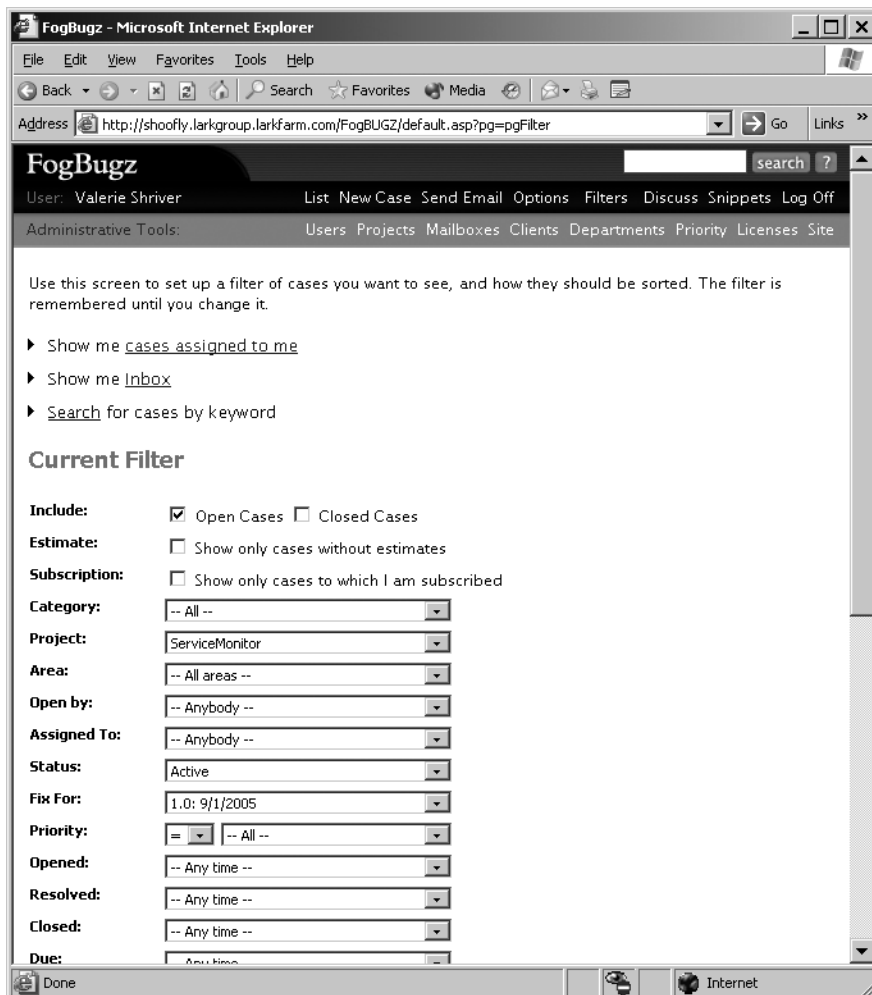 FogBugz - Microsoft Internet Explorer
File Edit View Favorites Tools Help
Back Search Favorites Media
Address http://shoofly.larkgroup.larkfarm.com/FogBUGZ/default.asp?pg=pgFilter Go Links »
FogBugz search ?
User: Valerie Shriver List New Case Send Email Options Filters Discuss Snippets Log Off
Administrative Tools: Users Projects Mailboxes Clients Departments Priority Licenses Site
Use this screen to set up a filter of cases you want to see, and how they should be sorted. The filter is
remembered until you change it.
Show me cases assigned to me
Show me Inbox
Search for cases by keyword
Current Filter
Include: Open Cases Closed Cases
Estimate: Show only cases without estimates
Subscription: Show only cases to which I am subscribed
Category: -- All --
Project: ServiceMonitor
Area: -- All areas --
Open by: -- Anybody --
Assigned To: -- Anybody --
Status: Active
Fix For: 1.0: 9/1/2005
Priority: = -- All --
Opened: -- Any time --
Resolved: -- Any time --
Closed: -- Any time --
Due: -- Any time --
Done Internet